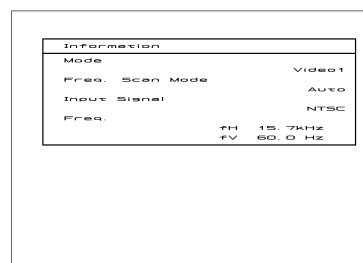 Information
Mode
Video1
Freq. Scan Mode
Auto
Input Signal
NTSC
Freq.
fH 15.7kHz
fV 60.0 Hz